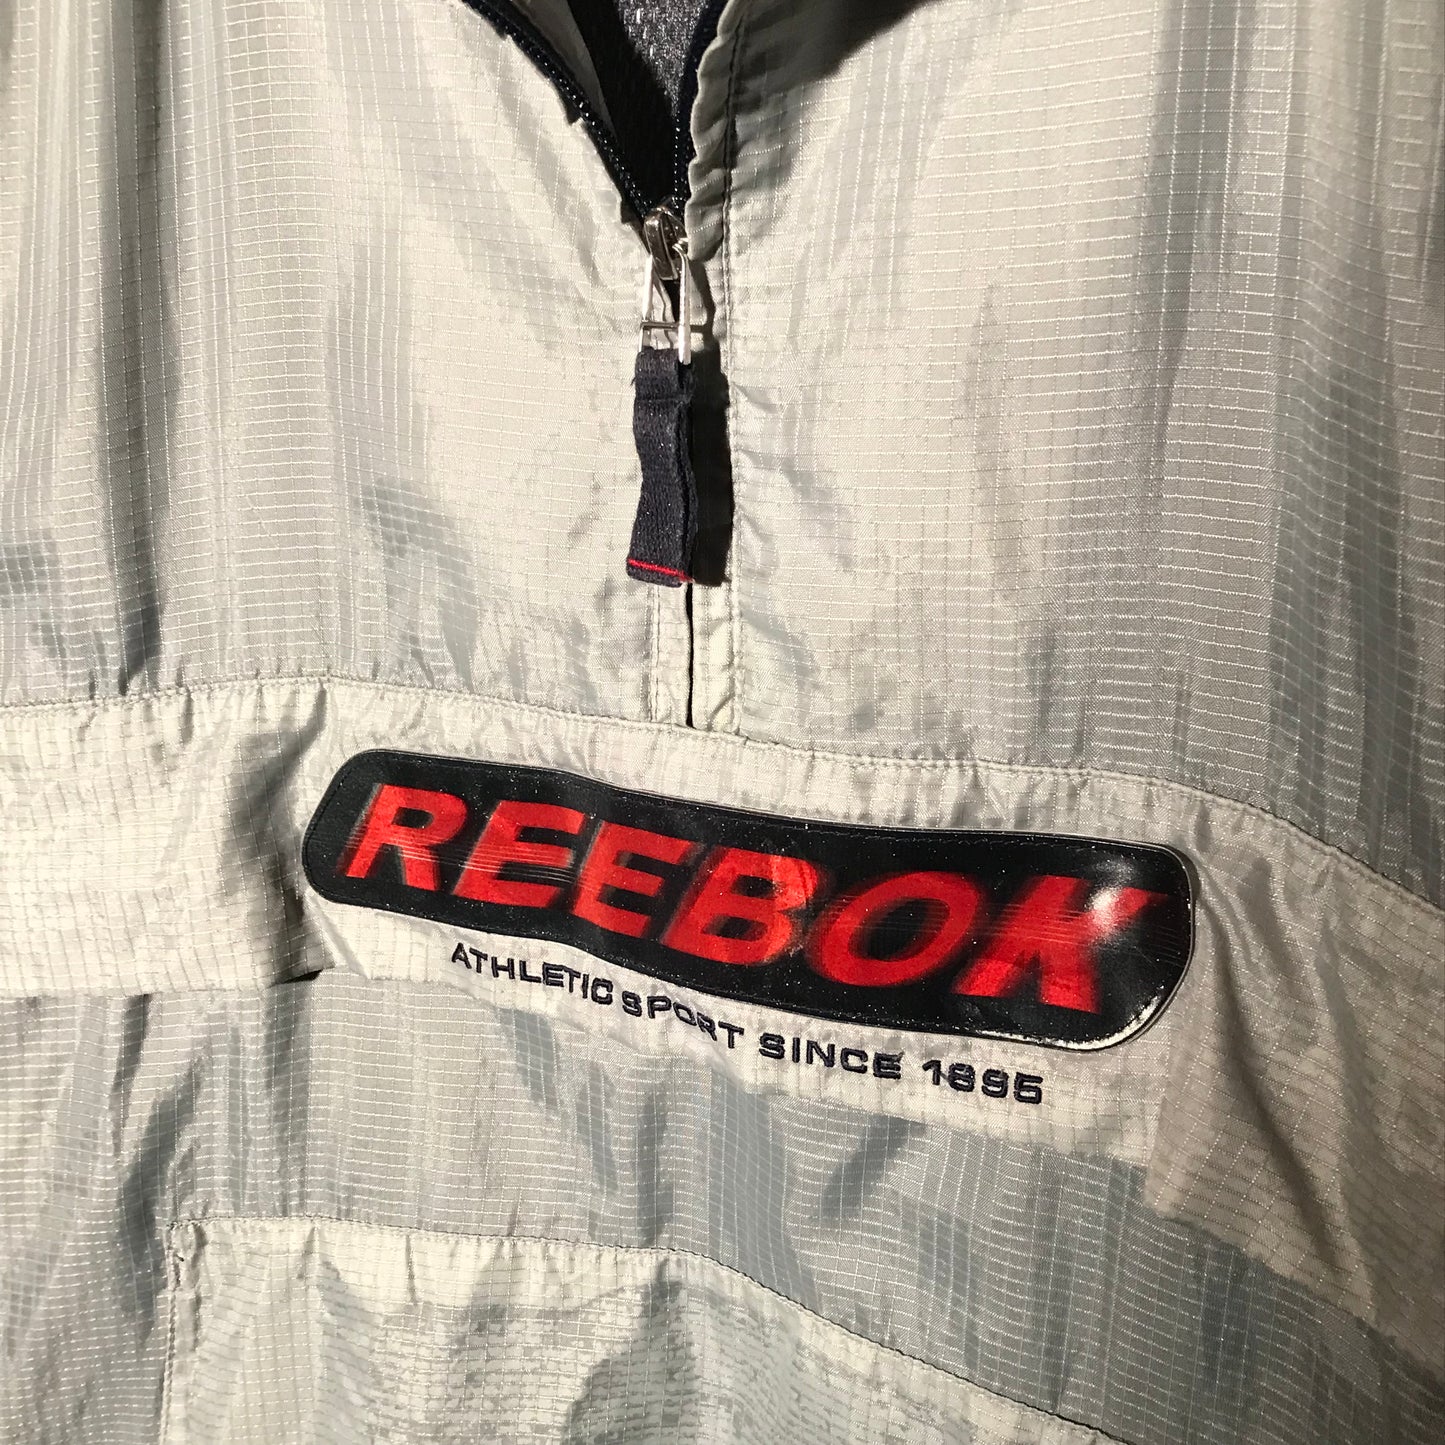 REEBOK
ATHLETIC SPORT SINCE 1895